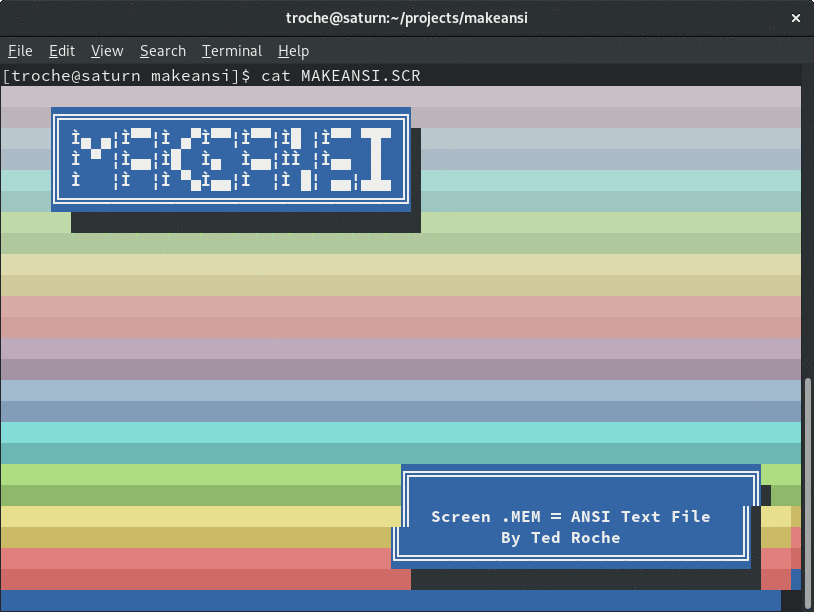 troche@saturn:~/projects/makeansi
File Edit View Search Terminal Help
[troche@saturn makeansi]$ cat MAKEANSI.SCR
MAKEANSI
Screen .MEM = ANSI Text File
By Ted Roche